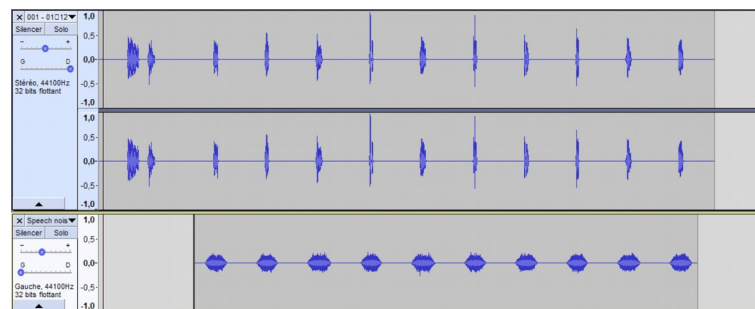 × 001 - 01□12▼
Silencer Solo
- +
G D
Stéréo, 44100Hz
32 bits flottant
1,0
0,5-
0,0-
-0,5-
-1,0
1,0
0,5-
0,0-
-0,5-
-1,0
× Speech nois▼
Silencer Solo
- +
G D
Gauche, 44100Hz
32 bits flottant
1,0
0,5-
0,0-
-0,5-
-1,0